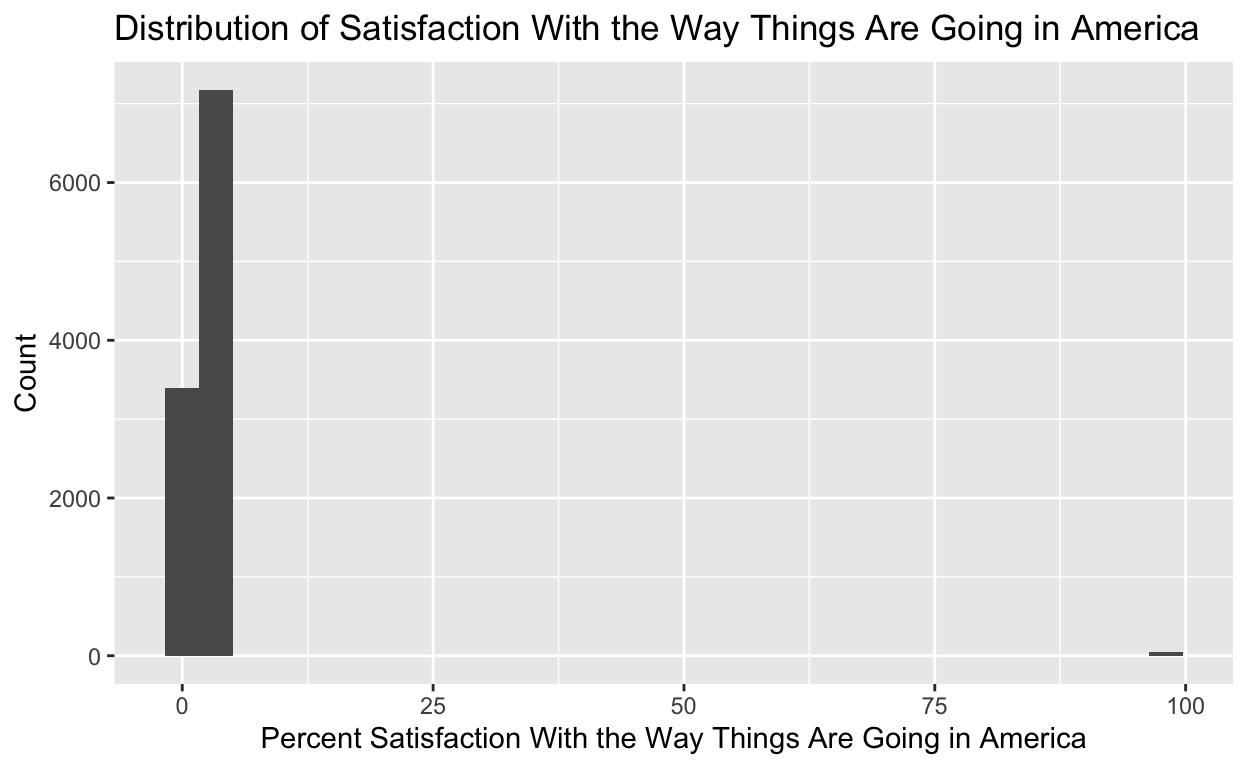 Distribution of Satisfaction With the Way Things Are Going in America
6000
4000
2000
0
Count
0 25 50 75 100
Percent Satisfaction With the Way Things Are Going in America